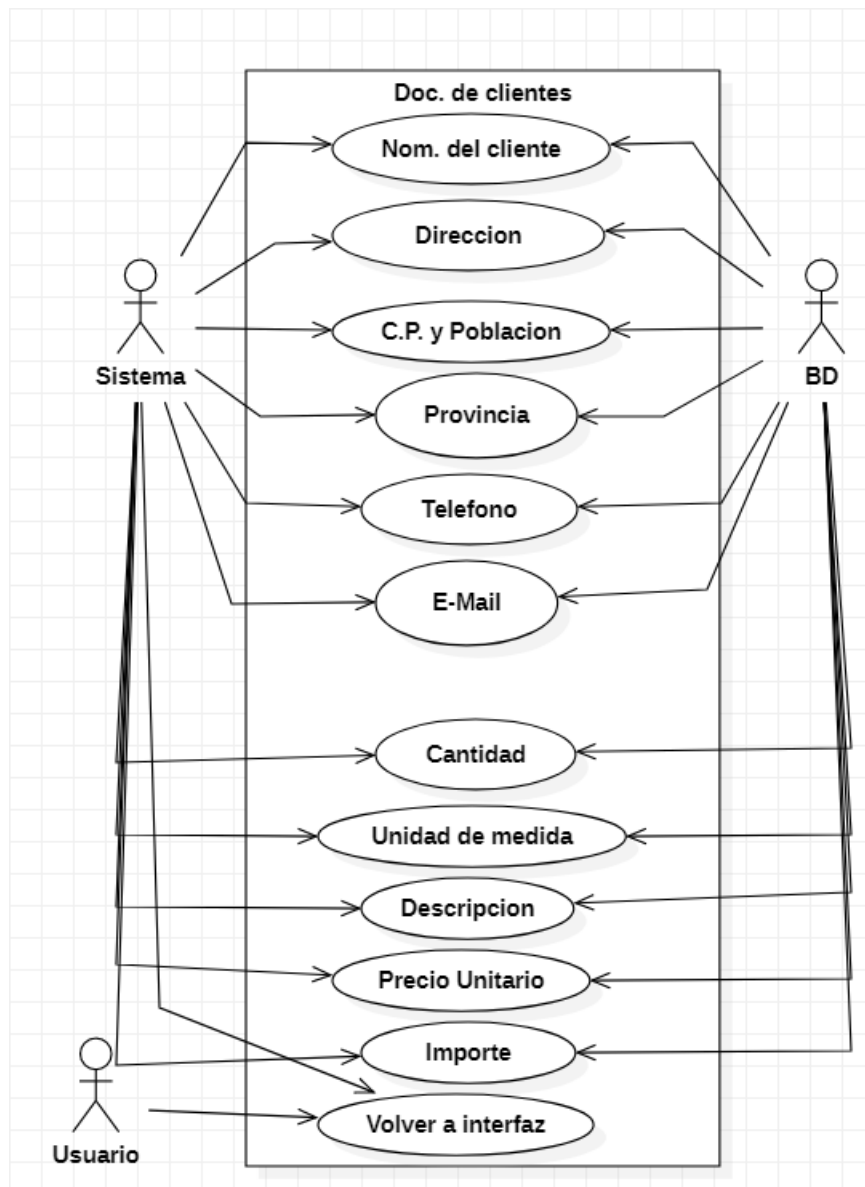 Doc. de clientes
Nom. del cliente
Direccion
C.P. y Poblacion
Sistema
BD
Provincia
Telefono
E-Mail
Cantidad
Unidad de medida
Descripcion
Precio Unitario
Importe
Volver a interfaz
Usuario